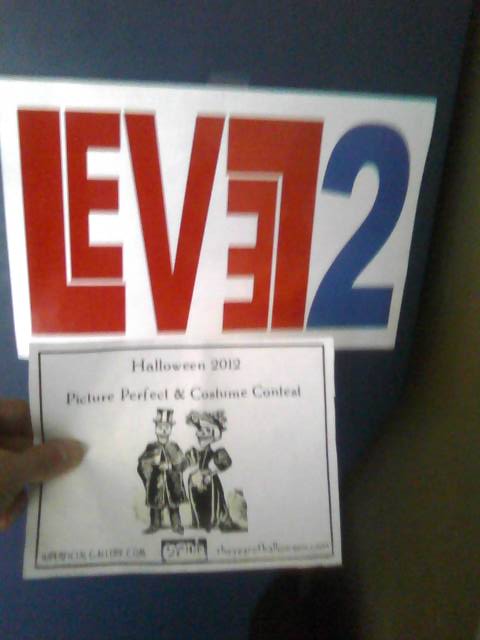 LEVEL 2
Halloween 2012
Picture Perfect & Costume Contest